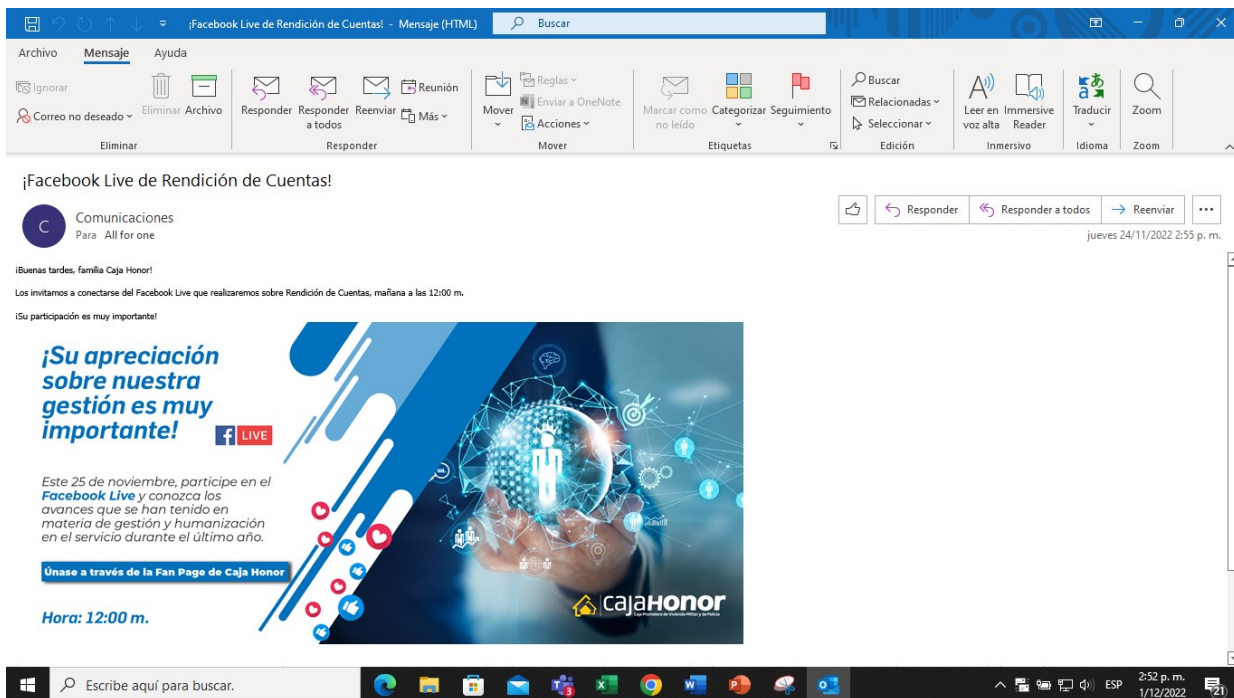 ¡Facebook Live de Rendición de Cuentas! - Mensaje (HTML)
Buscar
Archivo Mensaje Ayuda
Ignorar
Correo no deseado
Eliminar
Archivo
Eliminar
Responder
Responder a todos
Reenviar
Reunión
Más
Responder
Mover
Reglas
Enviar a OneNote
Acciones
Mover
Marcar como no leído
Categorizar
Seguimiento
Etiquetas
Buscar
Relacionadas
Seleccionar
Edición
Leer en voz alta
Immersive Reader
Inmersivo
Traducir
Idioma
Zoom
Zoom
¡Facebook Live de Rendición de Cuentas!
C
Comunicaciones
Para All for one
Responder
Responder a todos
Reenviar
jueves 24/11/2022 2:55 p. m.
¡Buenas tardes, familia Caja Honor!
Los invitamos a conectarse del Facebook Live que realizaremos sobre Rendición de Cuentas, mañana a las 12:00 m.
¡Su participación es muy importante!
¡Su apreciación
sobre nuestra
gestión es muy
importante!
f LIVE
Este 25 de noviembre, participe en el
Facebook Live y conozca los
avances que se han tenido en
materia de gestión y humanización
en el servicio durante el último año.
Únase a través de la Fan Page de Caja Honor
Hora: 12:00 m.
cajaHonor
Caja Promotora de Vivienda Militar y de Policía
Escribe aquí para buscar.
3
ESP
2:52 p. m.
1/12/2022
21